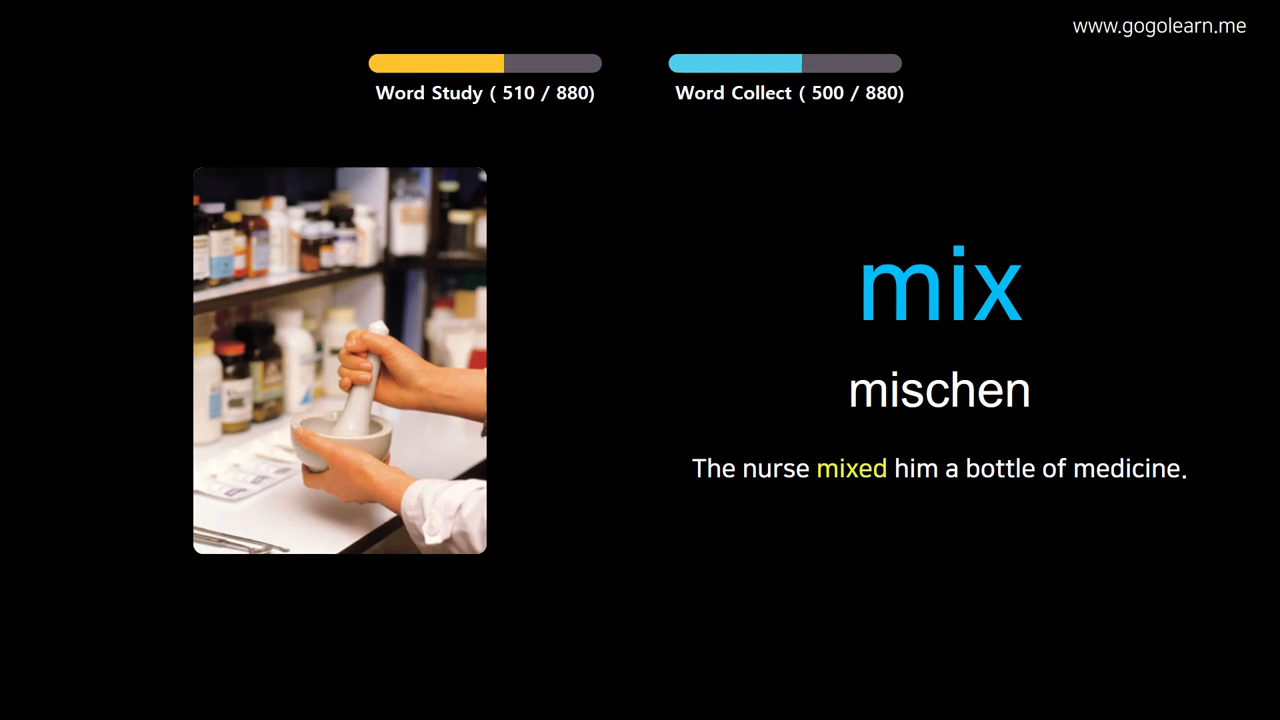 www.gogolearn.me
Word Study ( 510 / 880)
Word Collect ( 500 / 880)
mix
mischen
The nurse mixed him a bottle of medicine.